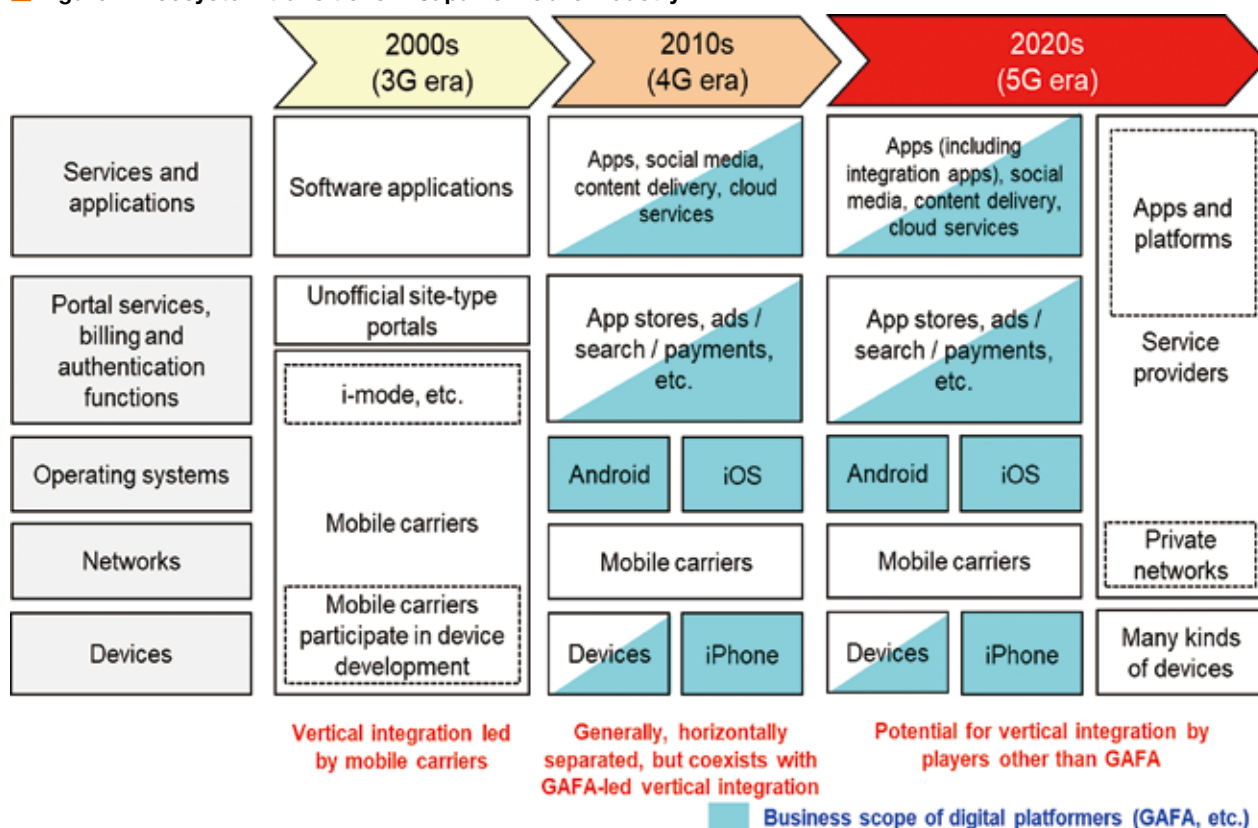 2000s
(3G era)
2010s
(4G era)
2020s
(5G era)
Services and
applications
Software applications
Apps, social media,
content delivery, cloud
services
Apps (including
integration apps), social
media, content delivery,
cloud services
Apps and
platforms
Portal services,
billing and
authentication
functions
Unofficial site-type
portals
i-mode, etc.
App stores, ads /
search / payments,
etc.
App stores, ads /
search / payments,
etc.
Service
providers
Operating systems
Android
iOS
Android
iOS
Mobile carriers
Networks
Mobile carriers
Mobile carriers
Private
networks
Devices
Mobile carriers
participate in device
development
Devices
iPhone
Devices
iPhone
Many kinds
of devices
Vertical integration led
by mobile carriers
Generally, horizontally
separated, but coexists with
GAFA-led vertical integration
Potential for vertical integration by
players other than GAFA
Business scope of digital platformers (GAFA, etc.)